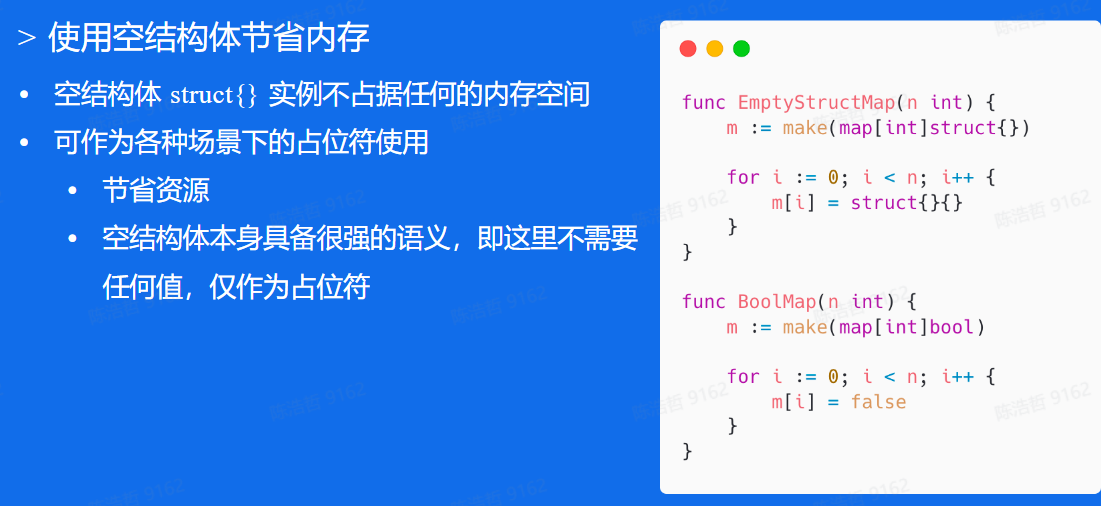 > 使用空结构体节省内存
• 空结构体 struct{} 实例不占据任何的内存空间
• 可作为各种场景下的占位符使用
• 节省资源
• 空结构体本身具备很强的语义，即这里不需要
任何值，仅作为占位符
func EmptyStructMap(n int) {
    m := make(map[int]struct{})

    for i := 0; i < n; i++ {
        m[i] = struct{}{}
    }
}

func BoolMap(n int) {
    m := make(map[int]bool)

    for i := 0; i < n; i++ {
        m[i] = false
    }
}
陈浩哲 9162